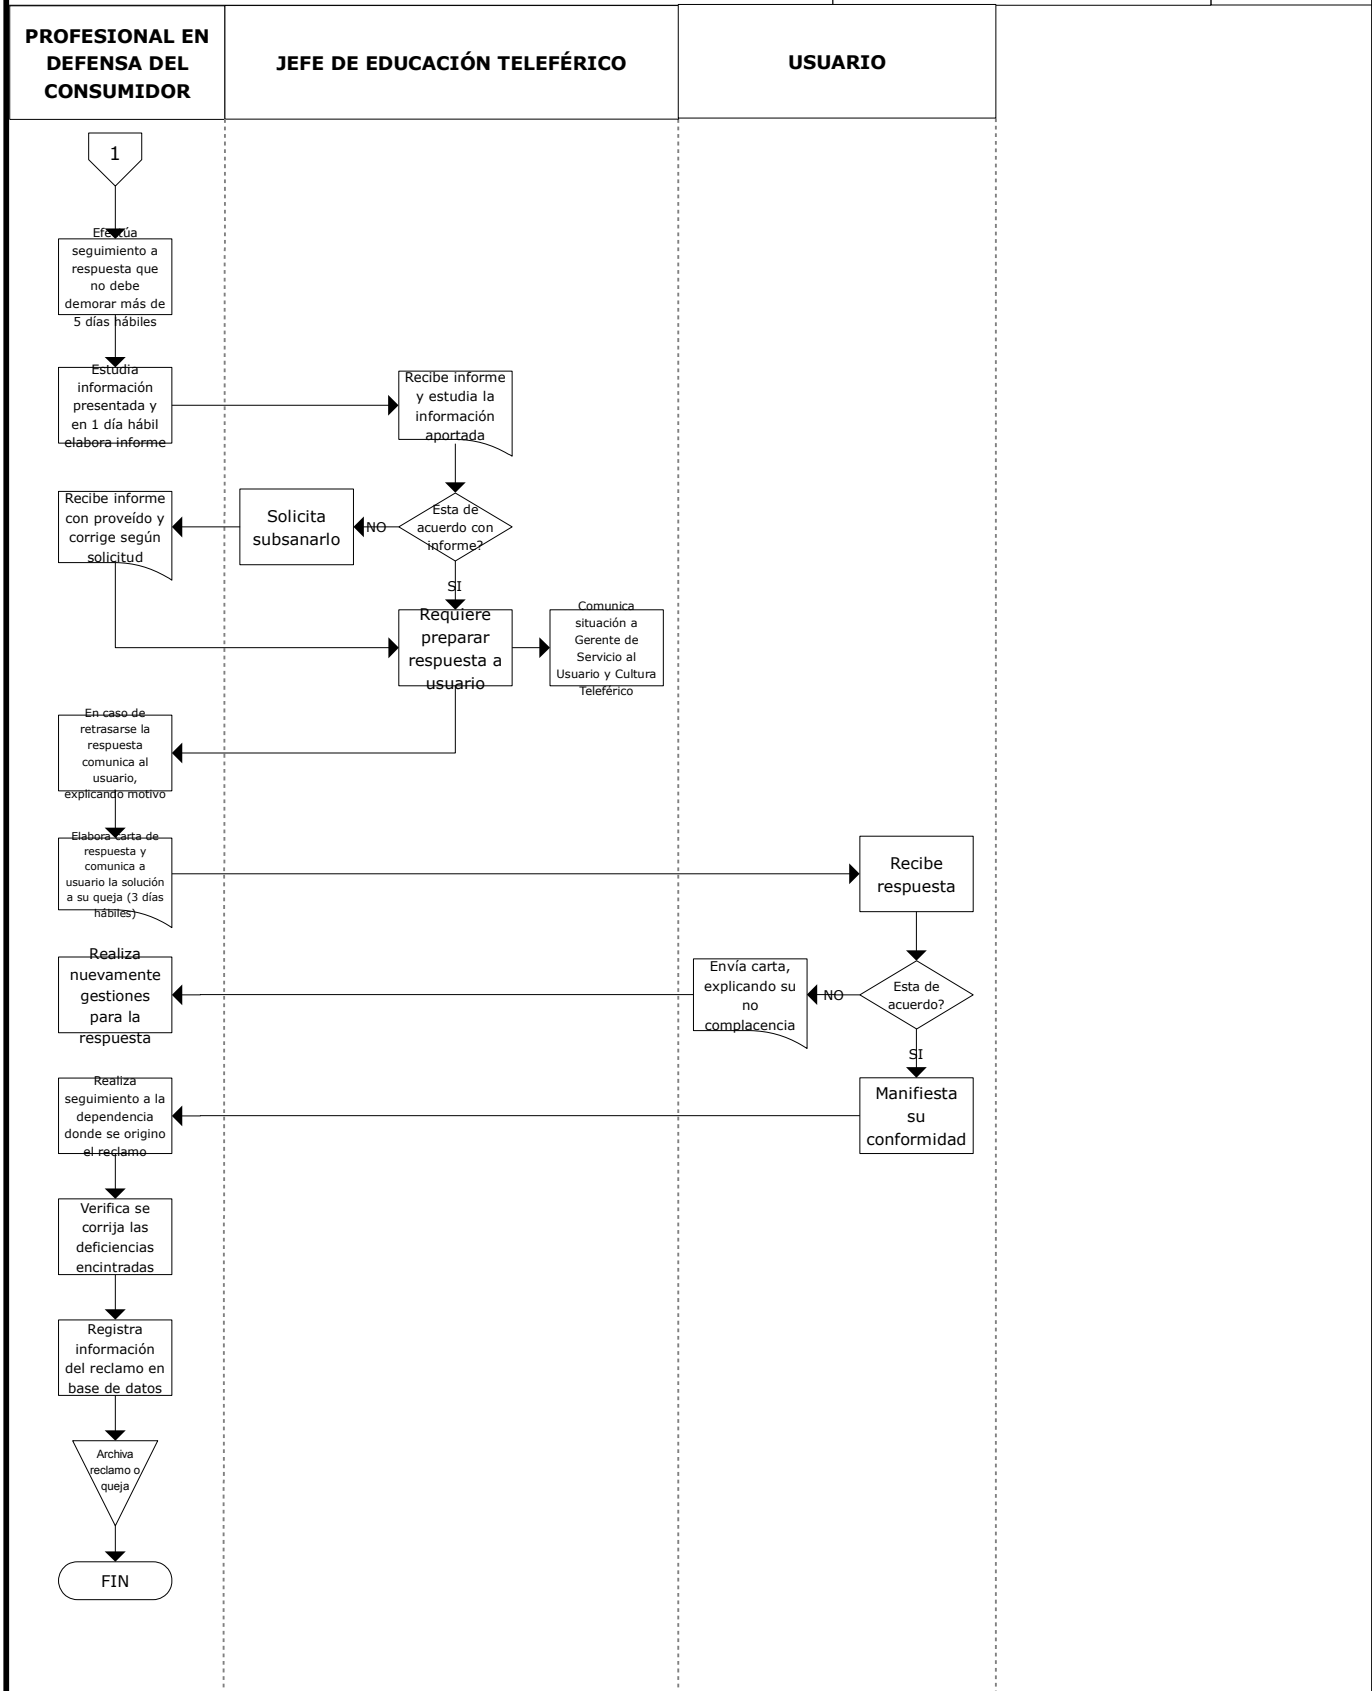 PROFESIONAL EN
DEFENSA DEL
CONSUMIDOR
JEFE DE EDUCACIÓN TELEFÉRICO
USUARIO
1
Efectúa
seguimiento a
respuesta que
no debe
demorar más de
5 días hábiles
Estudia
información
presentada y
en 1 día hábil
elabora informe
Recibe informe
y estudia la
información
aportada
Recibe informe
con proveído y
corrige según
solicitud
Solicita
subsanarlo
NO
Esta de
acuerdo con
informe?
SI
Requiere
preparar
respuesta a
usuario
Comunica
situación a
Gerente de
Servicio al
Usuario y Cultura
Teleférico
En caso de
retrasarse la
respuesta
comunica al
usuario,
explicando motivo
Elabora carta de
respuesta y
comunica a
usuario la solución
a su queja (3 días
hábiles)
Recibe
respuesta
Realiza
nuevamente
gestiones
para la
respuesta
Envía carta,
explicando su
no
complacencia
NO
Esta de
acuerdo?
SI
Realiza
seguimiento a la
dependencia
donde se origino
el reclamo
Manifiesta
su
conformidad
Verifica se
corrija las
deficiencias
encintradas
Registra
información
del reclamo en
base de datos
Archiva
reclamo o
queja
FIN